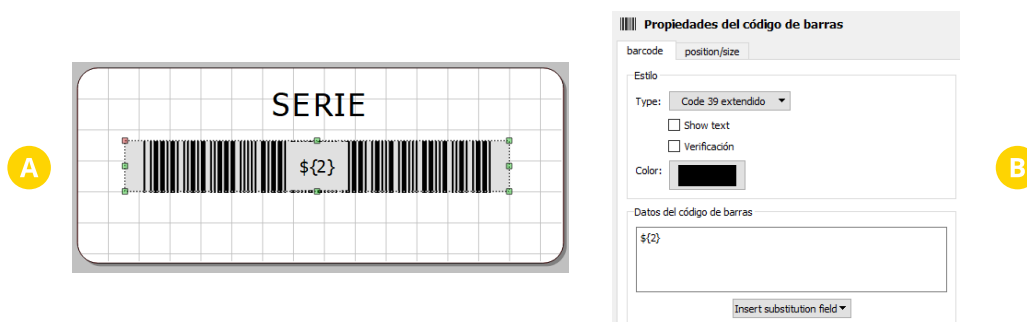 A
SERIE
${2}
Propiedades del código de barras
barcode position/size
Estilo
Type: Code 39 extendido
Show text
Verificación
Color:
Datos del código de barras
${2}
Insert substitution field
B